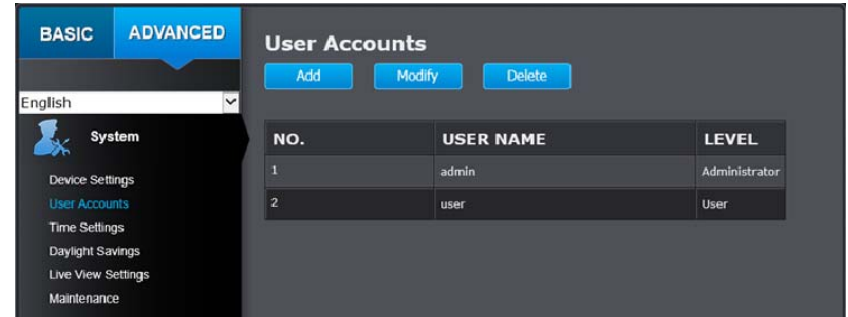 BASIC ADVANCED
English
System
Device Settings
User Accounts
Time Settings
Daylight Savings
Live View Settings
Maintenance
User Accounts
Add Modify Delete
NO. USER NAME LEVEL
1 admin Administrator
2 user User